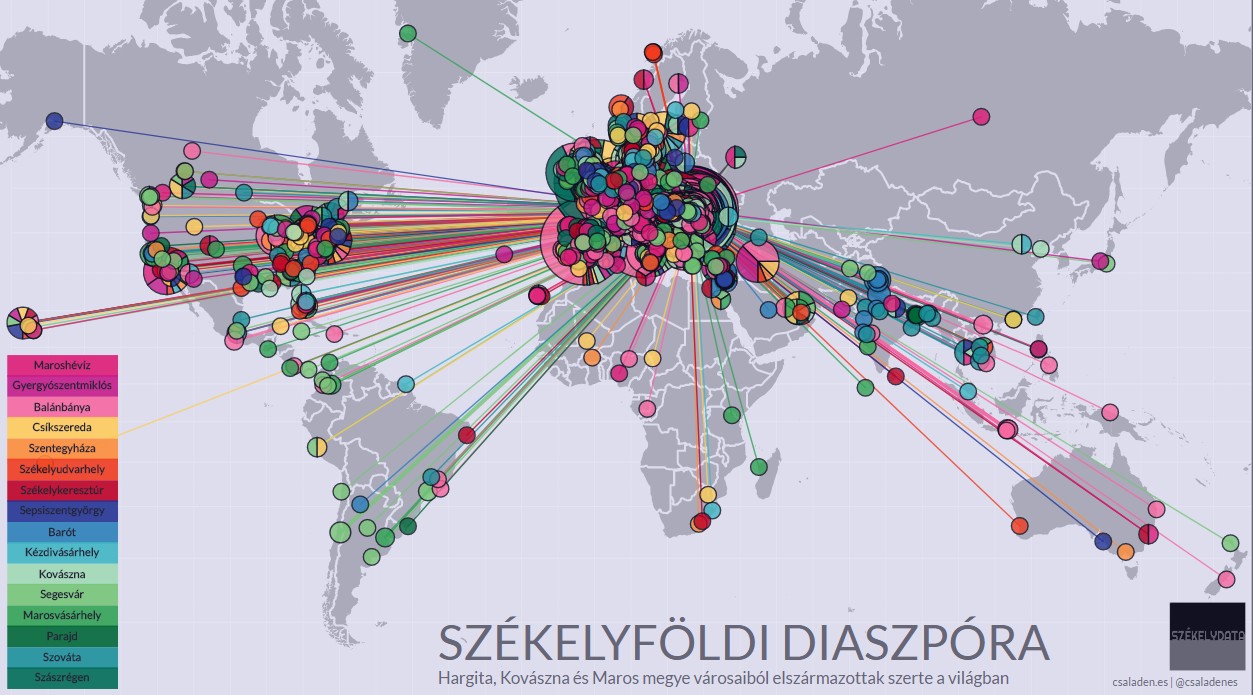 Maroshévíz
Gyergyószentmiklós
Balánbánya
Csíkszereda
Szentegyháza
Székelyudvarhely
Székelykeresztúr
Sepsiszentgyörgy
Barót
Kézdivásárhely
Kovászna
Segesvár
Marosvásárhely
Parajd
Szováta
Szászrégen
SZÉKELYFÖLDI DIASZPÓRA
Hargita, Kovászna és Maros megye városaiból elszármazottak szerte a világban
SZÉKELYDATA
csaladen.es | @csaladenes